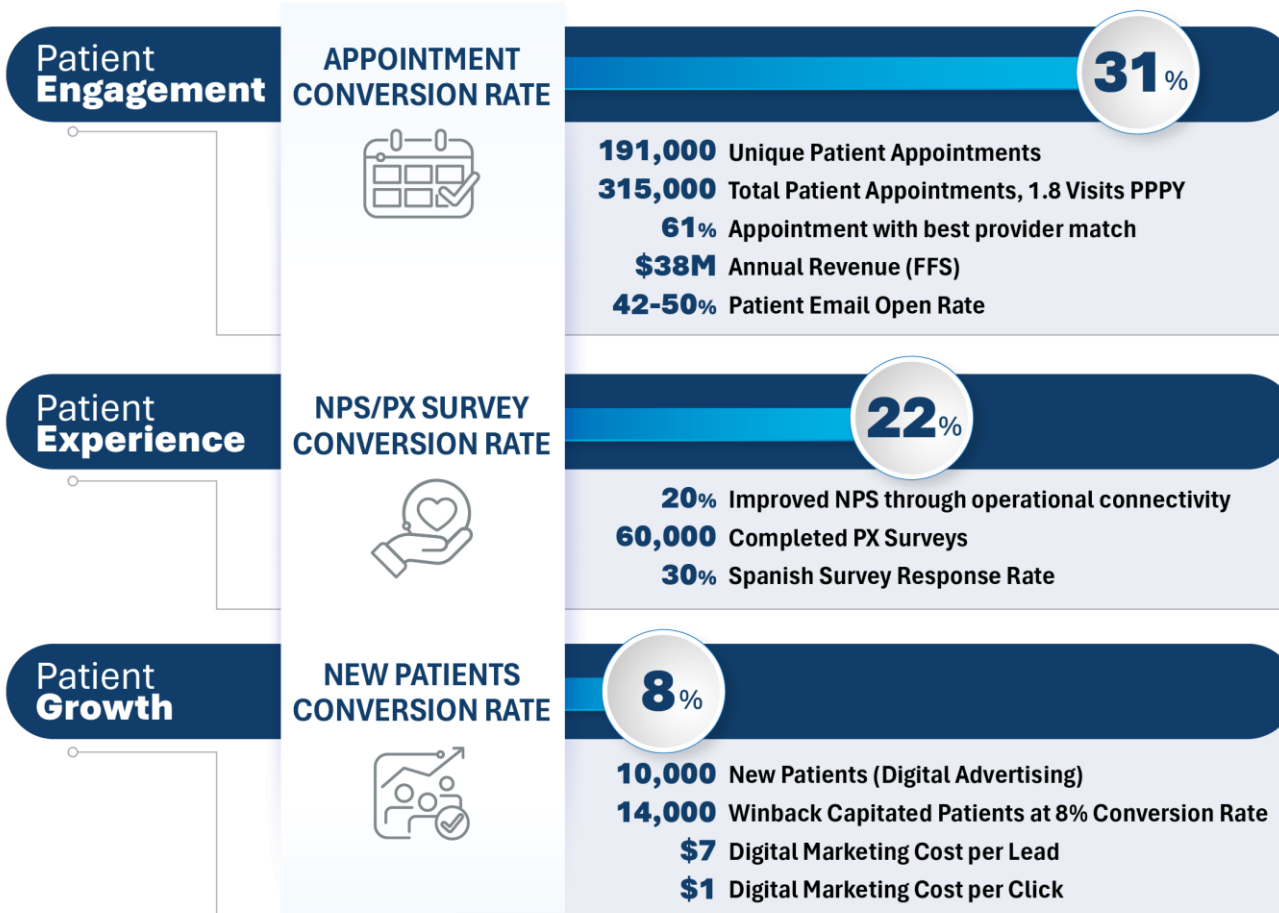 Patient
Engagement
APPOINTMENT
CONVERSION RATE
31%
191,000 Unique Patient Appointments
315,000 Total Patient Appointments, 1.8 Visits PPPY
61% Appointment with best provider match
$38M Annual Revenue (FFS)
42-50% Patient Email Open Rate
Patient
Experience
NPS/PX SURVEY
CONVERSION RATE
22%
20% Improved NPS through operational connectivity
60,000 Completed PX Surveys
30% Spanish Survey Response Rate
Patient
Growth
NEW PATIENTS
CONVERSION RATE
8%
10,000 New Patients (Digital Advertising)
14,000 Winback Capitated Patients at 8% Conversion Rate
$7 Digital Marketing Cost per Lead
$1 Digital Marketing Cost per Click